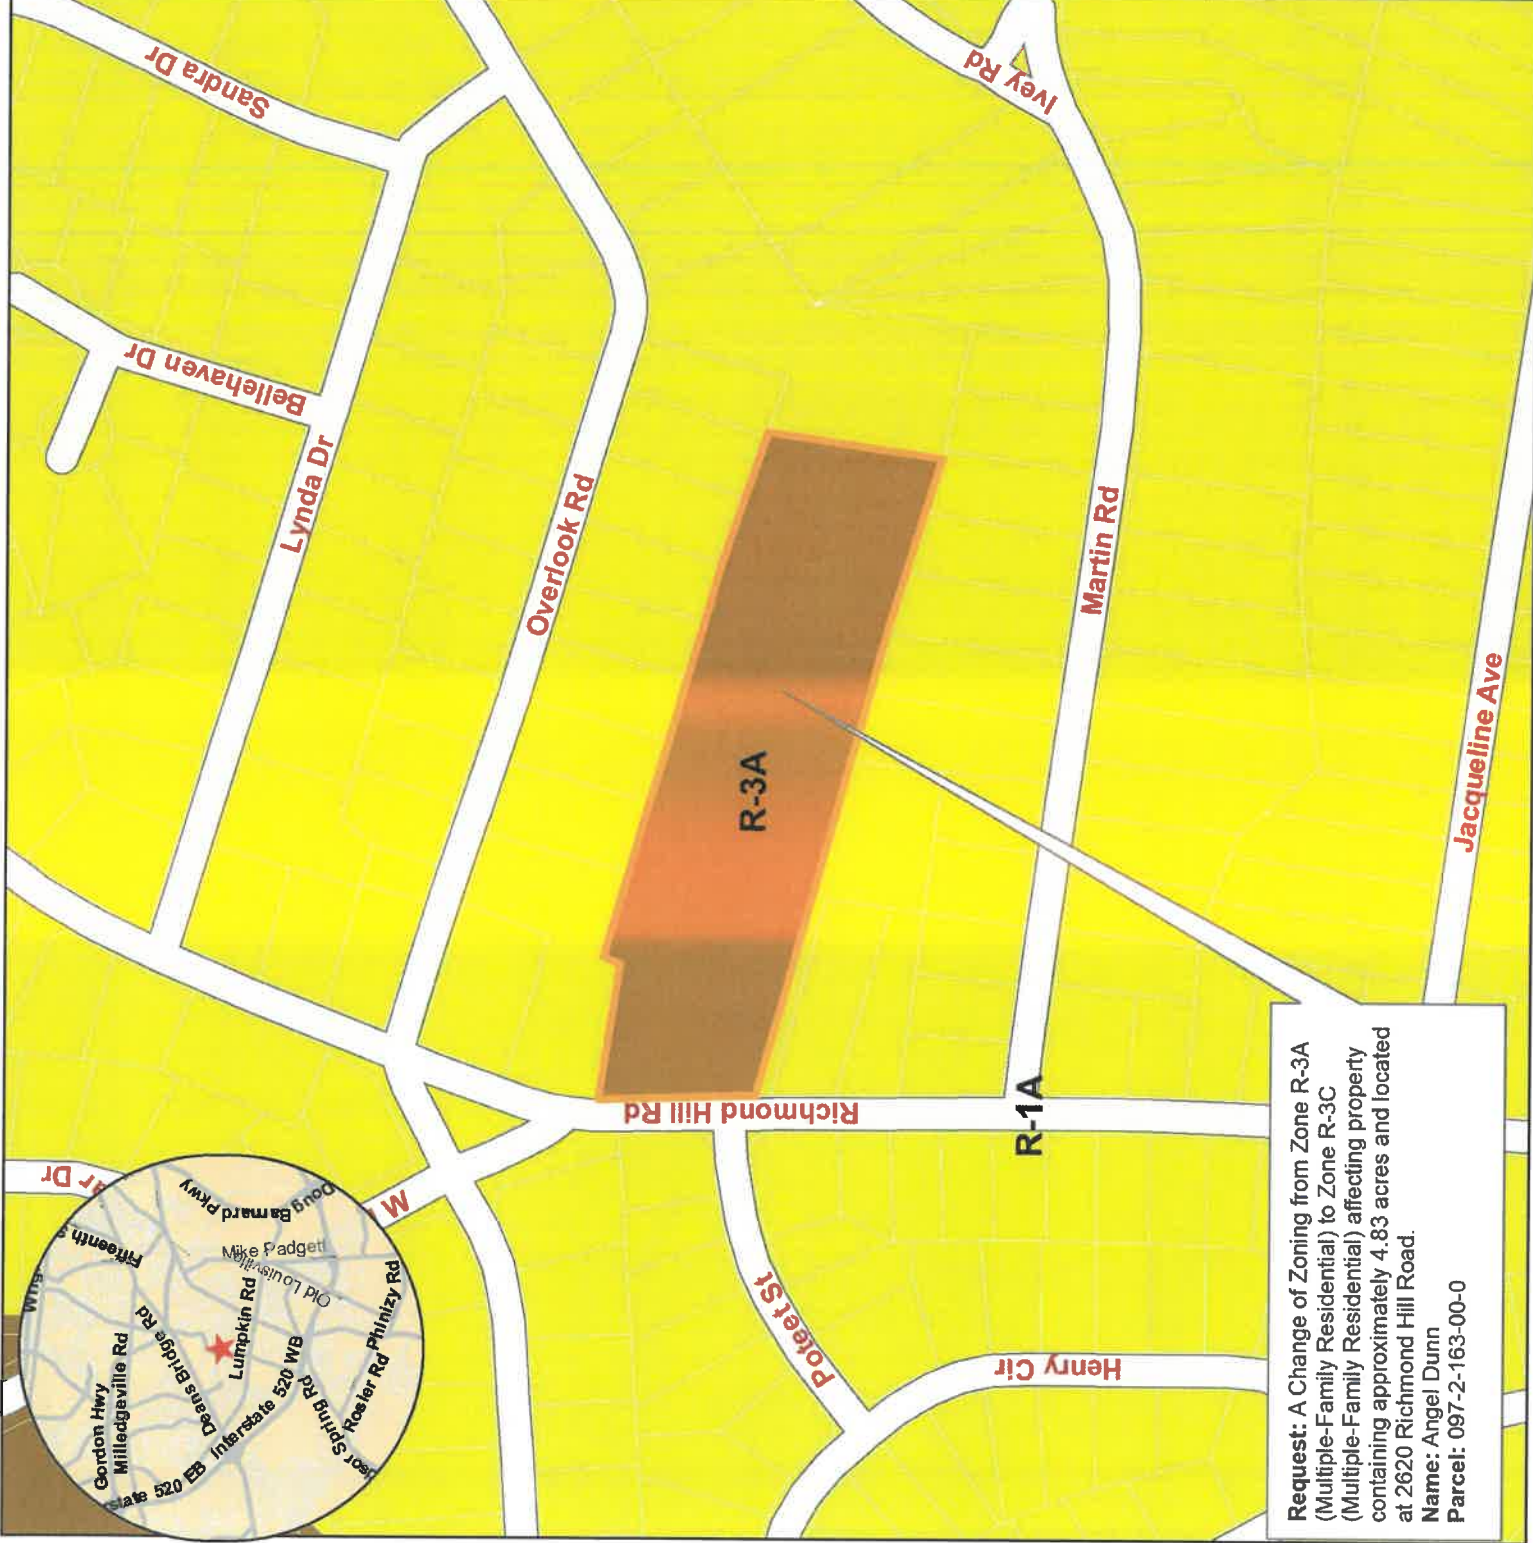 Request: A Change of Zoning from Zone R-3A
(Multiple-Family Residential) to Zone R-3C
(Multiple-Family Residential) affecting property
containing approximately 4.83 acres and located
at 2620 Richmond Hill Road.
Name: Angel Dunn
Parcel: 097-2-163-00-0
R-3A
R-1A
Sandra Dr
Bellehaven Dr
Lynda Dr
Overlook Rd
Ivey Rd
Martin Rd
Jacqueline Ave
Richmond Hill Rd
Poteet St
Henry Cir
ar Dr
W
Gordon Hwy
Milledgeville Rd
Deans Bridge Rd
Lumpkin Rd
Interstate 520 WB
state 520 EB
Rosier Rd
Phinizy Rd
Spring Rd
Mike Padgett
Old Louisville
Fifteenth
Barnard Pkwy
Doug